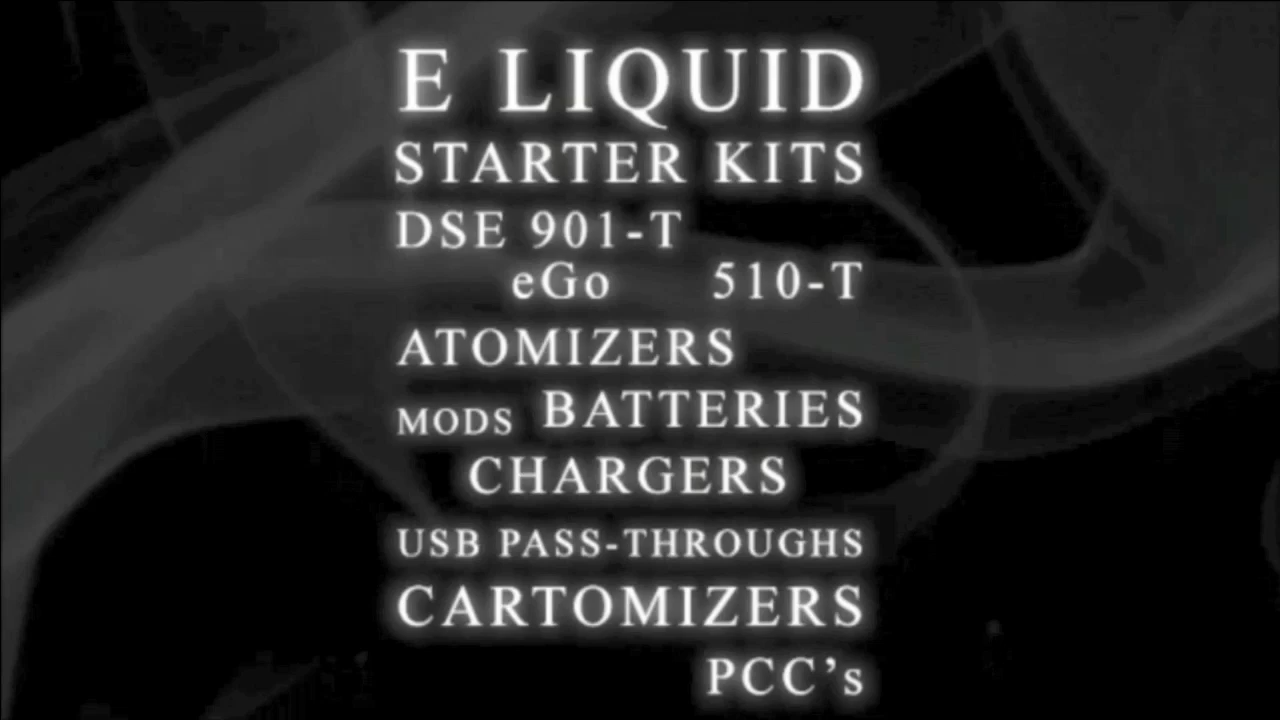 E LIQUID
STARTER KITS
DSE 901-T
eGo 510-T
ATOMIZERS
MODS BATTERIES
CHARGERS
USB PASS-THROUGHS
CARTOMIZERS
PCC’s